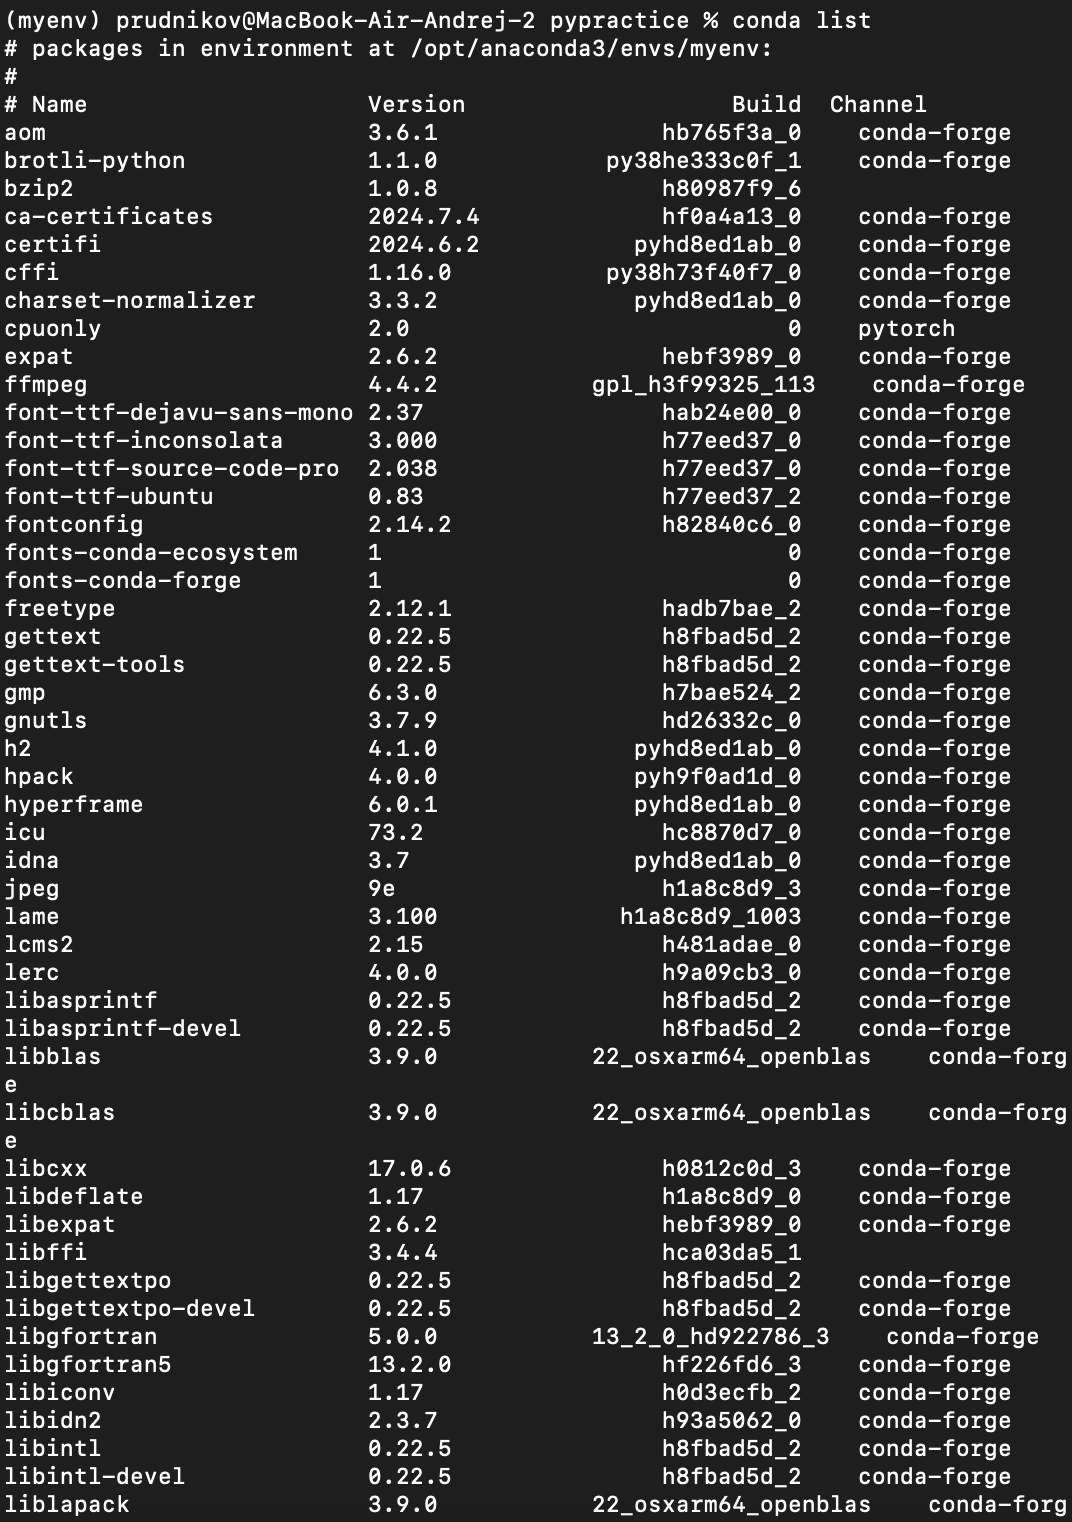 (myenv) prudnikov@MacBook-Air-Andrej-2 pypractice % conda list
# packages in environment at /opt/anaconda3/envs/myenv:
#
# Name                    Version                   Build  Channel
aom                       3.6.1                hb765f3a_0    conda-forge
brotli-python             1.1.0            py38he333c0f_1    conda-forge
bzip2                     1.0.8                h80987f9_6
ca-certificates           2024.7.4             hf0a4a13_0    conda-forge
certifi                   2024.6.2           pyhd8ed1ab_0    conda-forge
cffi                      1.16.0           py38h73f40f7_0    conda-forge
charset-normalizer        3.3.2              pyhd8ed1ab_0    conda-forge
cpuonly                   2.0                           0    pytorch
expat                     2.6.2                hebf3989_0    conda-forge
ffmpeg                    4.4.2           gpl_h3f99325_113    conda-forge
font-ttf-dejavu-sans-mono 2.37                 hab24e00_0    conda-forge
font-ttf-inconsolata      3.000                h77eed37_0    conda-forge
font-ttf-source-code-pro  2.038                h77eed37_0    conda-forge
font-ttf-ubuntu           0.83                 h77eed37_2    conda-forge
fontconfig                2.14.2               h82840c6_0    conda-forge
fonts-conda-ecosystem     1                             0    conda-forge
fonts-conda-forge         1                             0    conda-forge
freetype                  2.12.1               hadb7bae_2    conda-forge
gettext                   0.22.5               h8fbad5d_2    conda-forge
gettext-tools             0.22.5               h8fbad5d_2    conda-forge
gmp                       6.3.0                h7bae524_2    conda-forge
gnutls                    3.7.9                hd26332c_0    conda-forge
h2                        4.1.0              pyhd8ed1ab_0    conda-forge
hpack                     4.0.0              pyh9f0ad1d_0    conda-forge
hyperframe                6.0.1              pyhd8ed1ab_0    conda-forge
icu                       73.2                 hc8870d7_0    conda-forge
idna                      3.7                pyhd8ed1ab_0    conda-forge
jpeg                      9e                   h1a8c8d9_3    conda-forge
lame                      3.100             h1a8c8d9_1003    conda-forge
lcms2                     2.15                 h481adae_0    conda-forge
lerc                      4.0.0                h9a09cb3_0    conda-forge
libasprintf               0.22.5               h8fbad5d_2    conda-forge
libasprintf-devel         0.22.5               h8fbad5d_2    conda-forge
libblas                   3.9.0           22_osxarm64_openblas    conda-forg
e
libcblas                  3.9.0           22_osxarm64_openblas    conda-forg
e
libcxx                    17.0.6               h0812c0d_3    conda-forge
libdeflate                1.17                 h1a8c8d9_0    conda-forge
libexpat                  2.6.2                hebf3989_0    conda-forge
libffi                    3.4.4                hca03da5_1
libgettextpo              0.22.5               h8fbad5d_2    conda-forge
libgettextpo-devel        0.22.5               h8fbad5d_2    conda-forge
libgfortran               5.0.0           13_2_0_hd922786_3    conda-forge
libgfortran5              13.2.0               hf226fd6_3    conda-forge
libiconv                  1.17                 h0d3ecfb_2    conda-forge
libidn2                   2.3.7                h93a5062_0    conda-forge
libintl                   0.22.5               h8fbad5d_2    conda-forge
libintl-devel             0.22.5               h8fbad5d_2    conda-forge
liblapack                 3.9.0           22_osxarm64_openblas    conda-forg